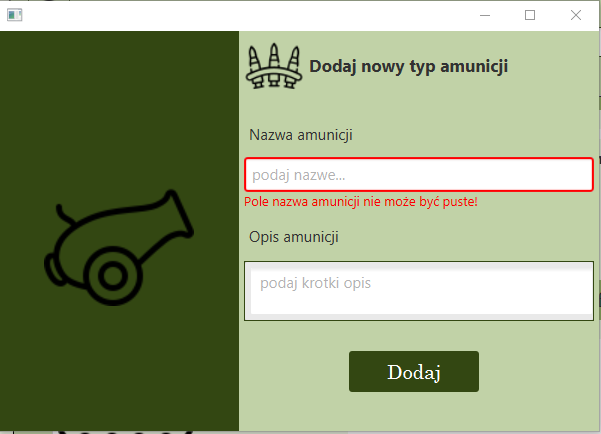 Dodaj nowy typ amunicji
Nazwa amunicji
podaj nazwe...
Pole nazwa amunicji nie może być puste!
Opis amunicji
podaj krotki opis
Dodaj